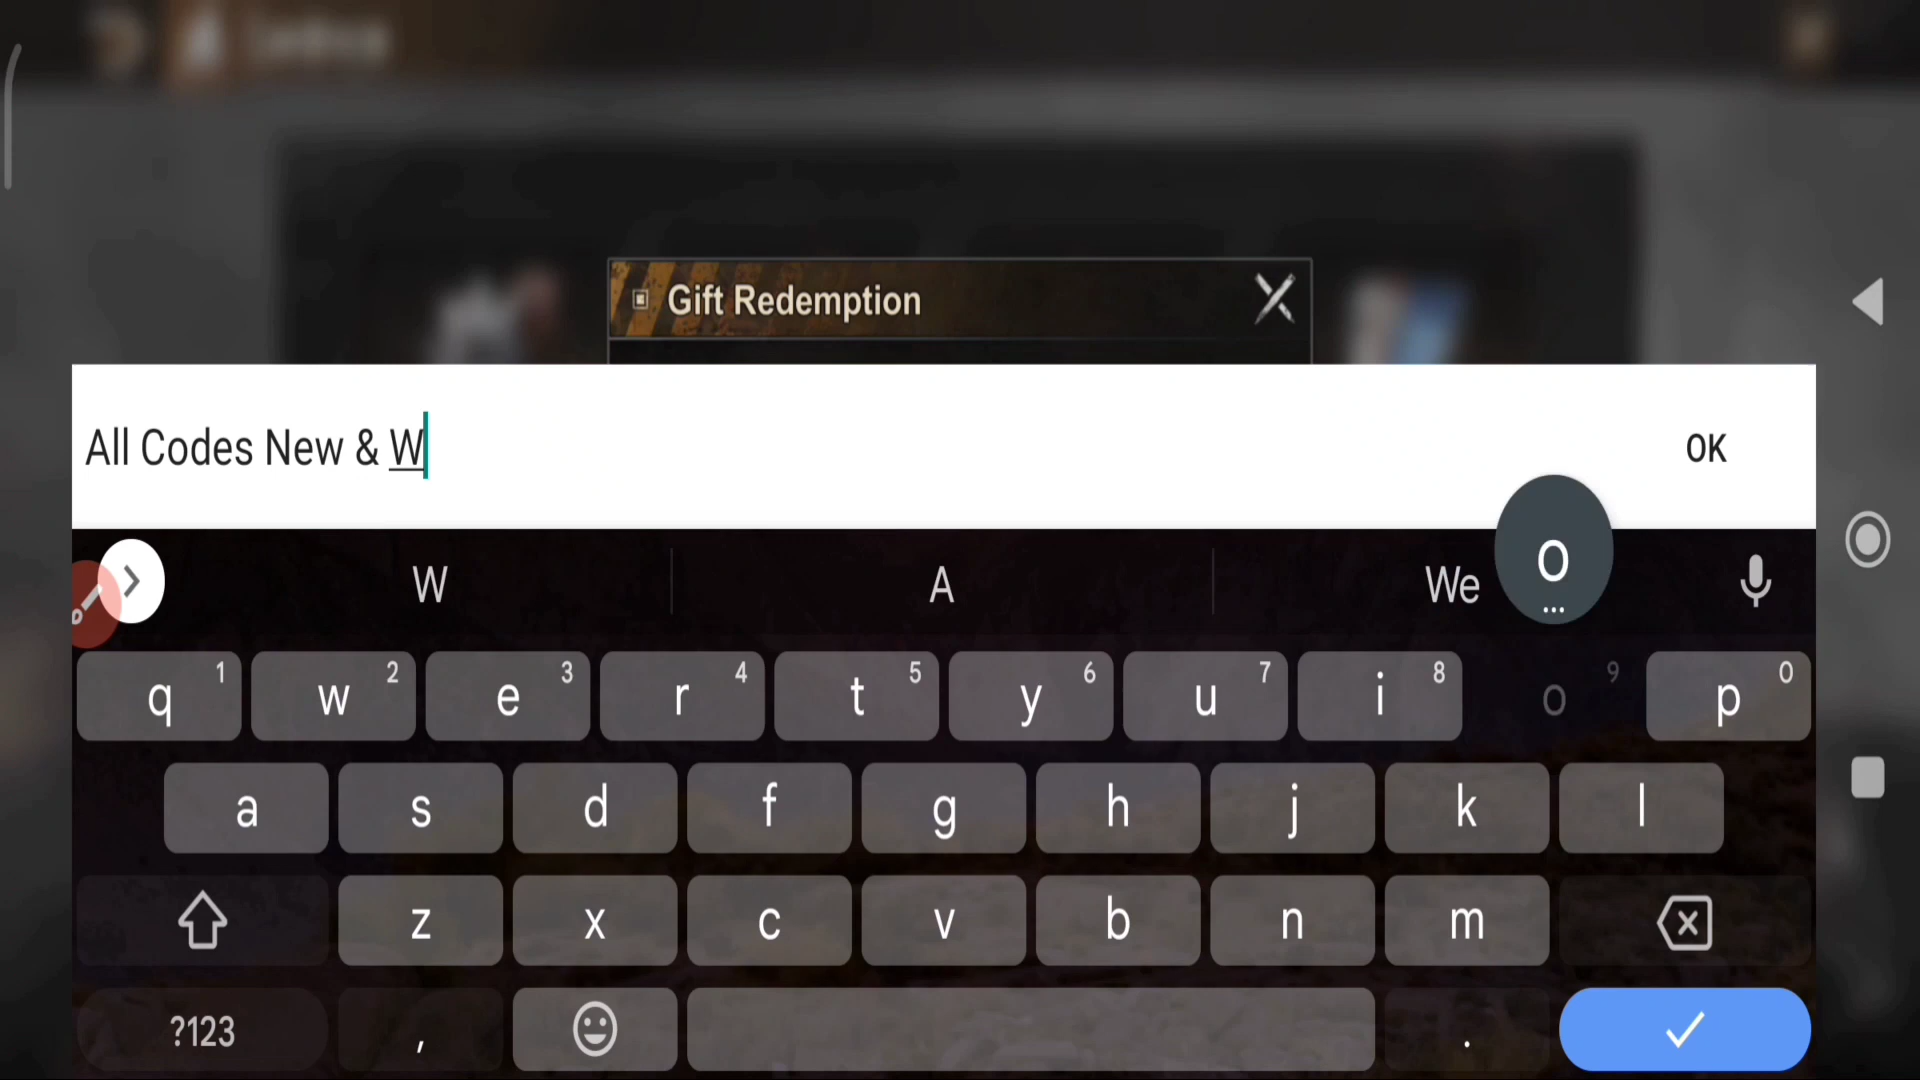 Gift Redemption
All Codes New & W
OK
W A We o
...
q 1 w 2 e 3 r 4 t 5 y 6 u 7 i 8 o 9 p 0
a s d f g h j k l
z x c v b n m
?123 , .